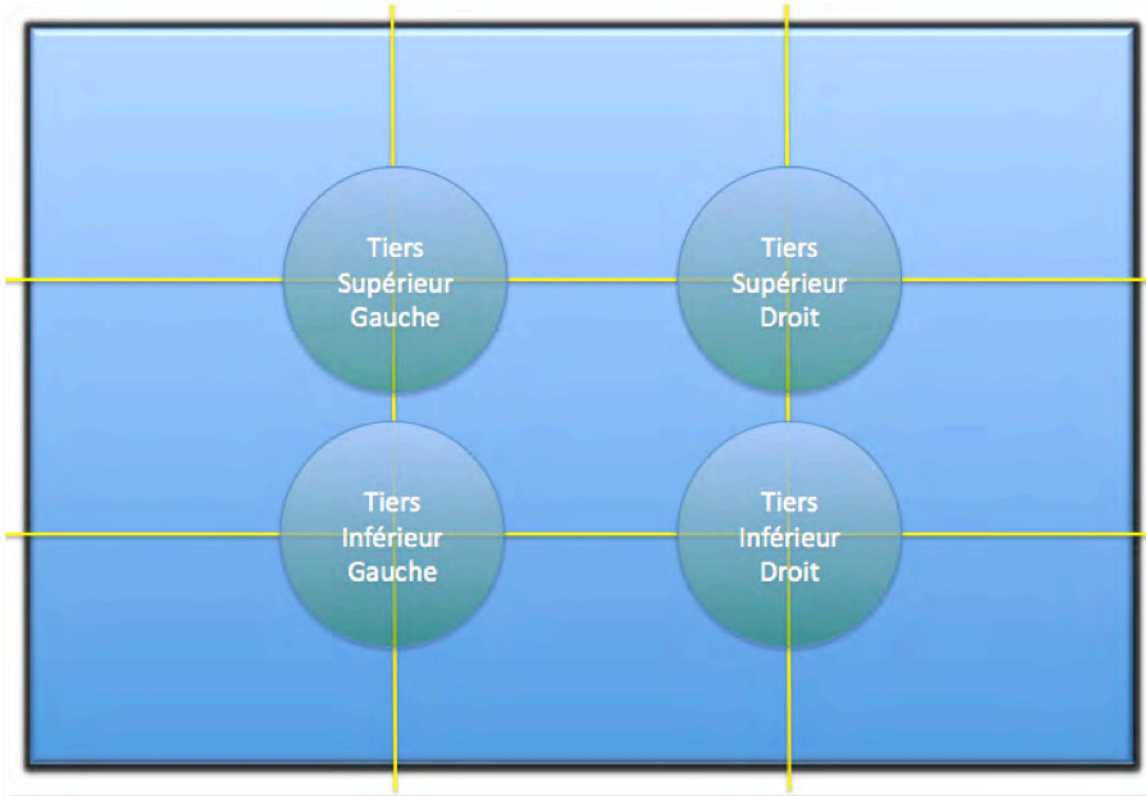 Tiers
Supérieur
Gauche
Tiers
Supérieur
Droit
Tiers
Inférieur
Gauche
Tiers
Inférieur
Droit